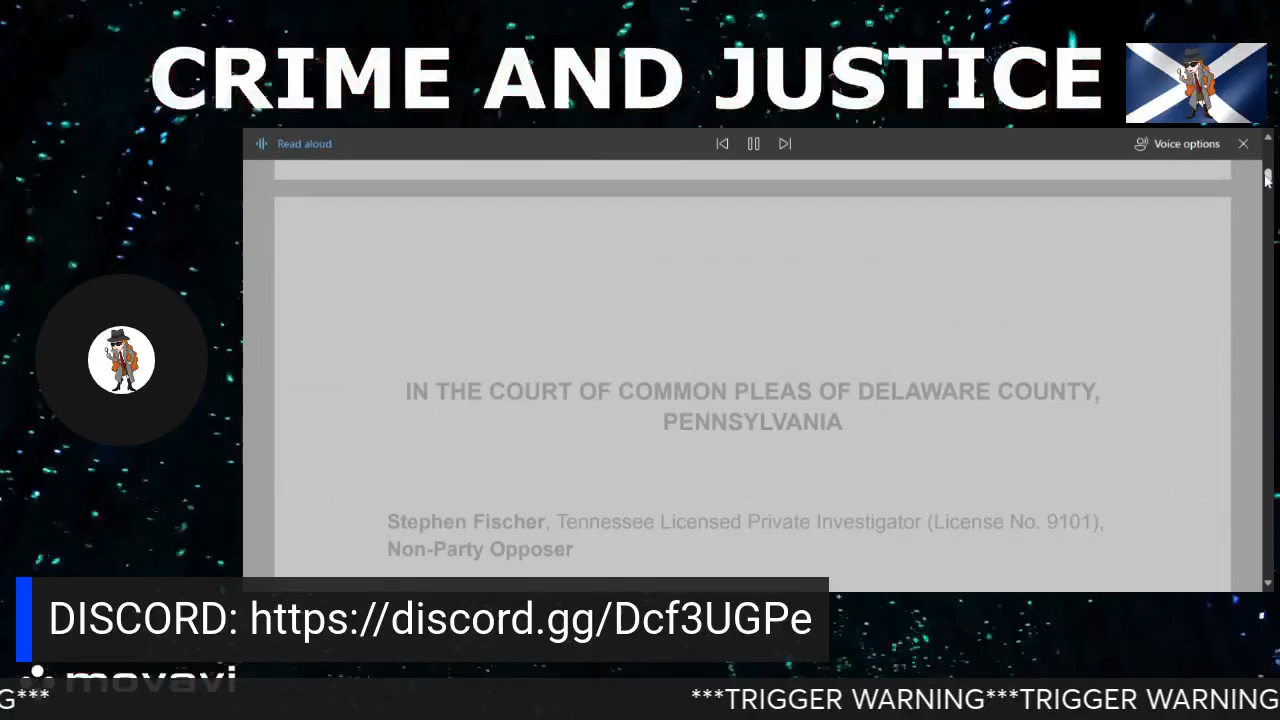 CRIME AND JUSTICE
Read aloud
Voice options
IN THE COURT OF COMMON PLEAS OF DELAWARE COUNTY,
PENNSYLVANIA
Stephen Fischer, Tennessee Licensed Private Investigator (License No. 9101),
Non-Party Opposer
DISCORD: https://discord.gg/Dcf3UGPe
movavi
G*** ***TRIGGER WARNING***TRIGGER WARNING